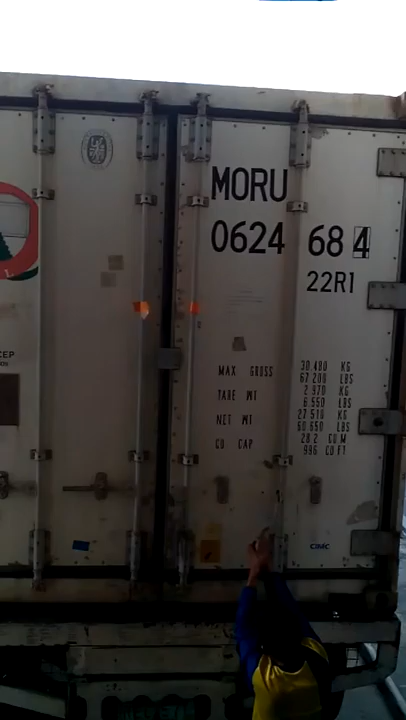 MORU
0624 68 4
22R1
MAX GROSS 30.480 KG
67.200 LBS
TARE WT 2.970 KG
6.550 LBS
NET WT 27.510 KG
60.650 LBS
CU CAP 28.2 CU M
996 CU FT
CIMC